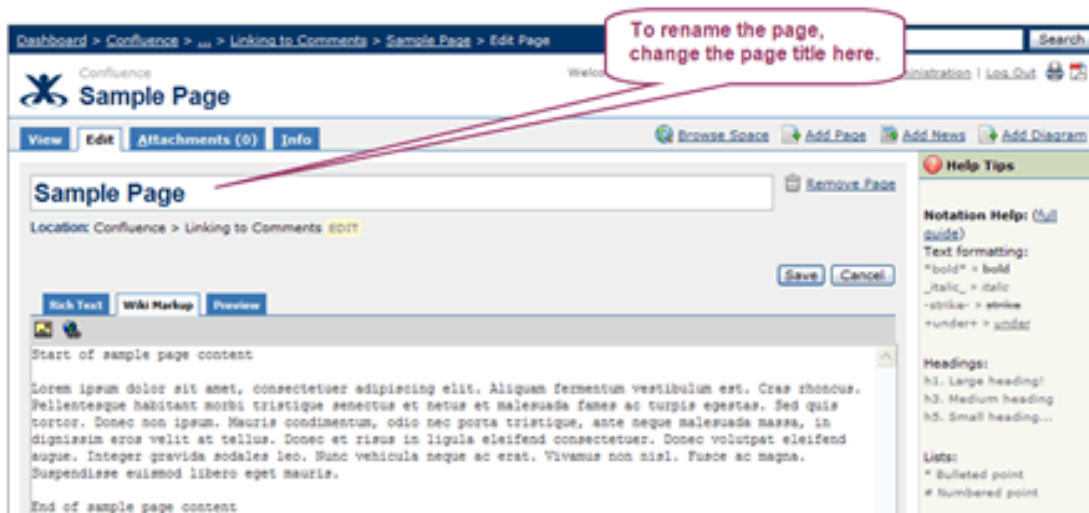 To rename the page,
change the page title here.
Dashboard > Confluence > ... > Linking to Comments > Sample Page > Edit Page
Search
Confluence
Sample Page
Log Out
View Edit Attachments (0) Info
Browse Space Add Page Add News Add Diagram
Sample Page
Remove Page
Location: Confluence > Linking to Comments EDIT
Save Cancel
Rich Text Wiki Markup Preview
Start of sample page content
Lorem ipsum dolor sit amet, consectetuer adipiscing elit. Aliquam fermentum vestibulum est. Cras rhoncus.
Pellentesque habitant morbi tristique senectus et netus et malesuada fames ac turpis egestas. Sed quis
tortor. Donec non ipsum. Mauris condimentum, odio nec porta tristique, ante neque malesuada massa, in
dignissim eros velit at tellus. Donec et risus in ligula eleifend consectetuer. Donec volutpat eleifend
augue. Integer gravida sodales leo. Nunc vehicula neque ac erat. Vivamus non nisl. Fusce ac magna.
Suspendisse euismod libero eget mauris.
End of sample page content
Help Tips
Notation Help: (full
guide)
Text formatting:
*bold* > bold
_italic_ > italic
-strike- > strike
+under+ > under
Headings:
h1. Large heading!
h3. Medium heading
h5. Small heading...
Lists:
* Bulleted point
# Numbered point